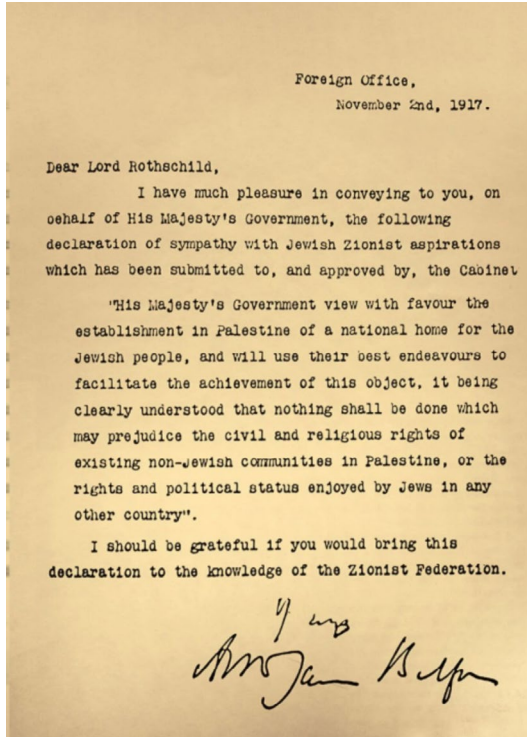 Foreign Office,
November 2nd, 1917.
Dear Lord Rothschild,
I have much pleasure in conveying to you, on
behalf of His Majesty's Government, the following
declaration of sympathy with Jewish Zionist aspirations
which has been submitted to, and approved by, the Cabinet
"His Majesty's Government view with favour the
establishment in Palestine of a national home for the
Jewish people, and will use their best endeavours to
facilitate the achievement of this object, it being
clearly understood that nothing shall be done which
may prejudice the civil and religious rights of
existing non-Jewish communities in Palestine, or the
rights and political status enjoyed by Jews in any
other country".
I should be grateful if you would bring this
declaration to the knowledge of the Zionist Federation.